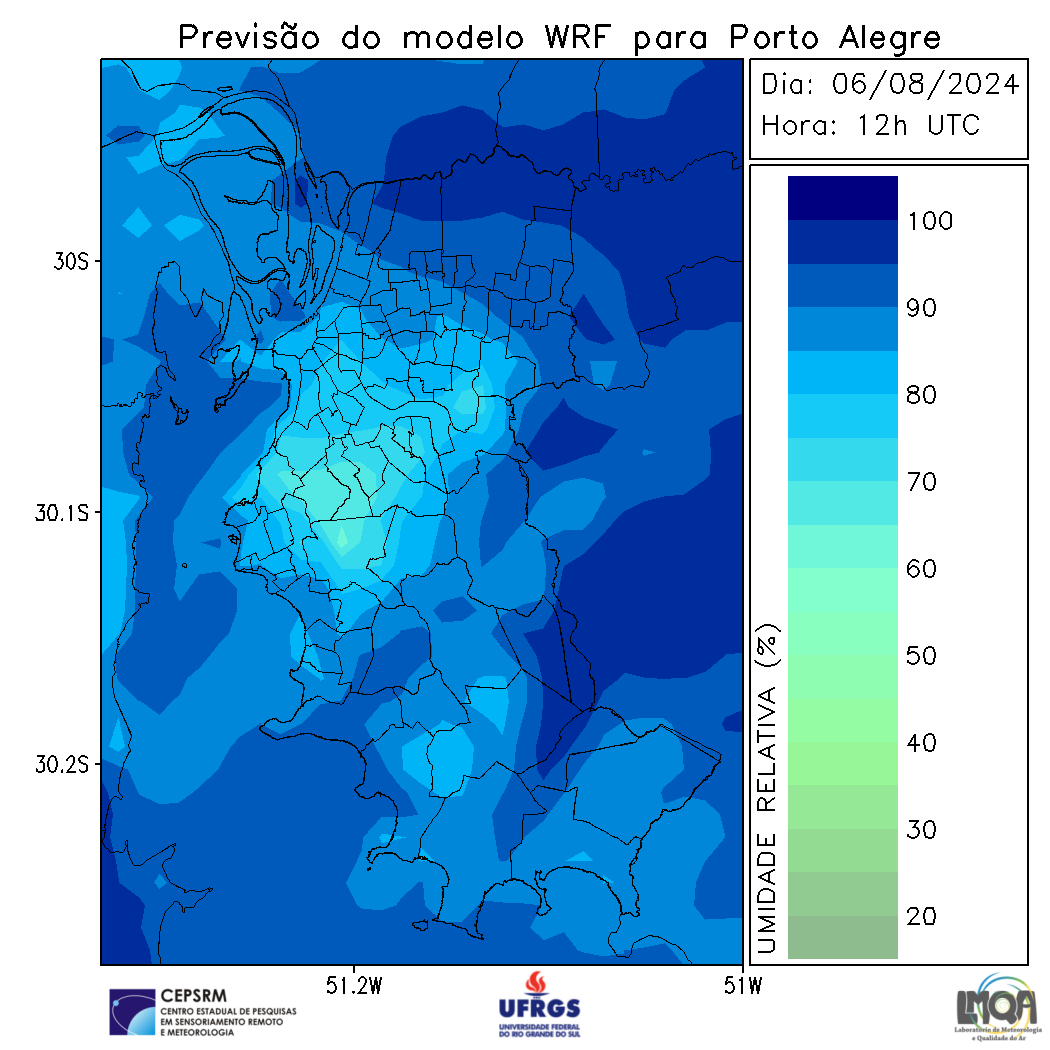 Previsão do modelo WRF para Porto Alegre
Dia: 06/08/2024
Hora: 12h UTC
30S
30.1S
30.2S
51.2W
51W
100
90
80
70
60
50
40
30
20
UMIDADE RELATIVA (%)
CEPSRM
CENTRO ESTADUAL DE PESQUISAS
EM SENSORIAMENTO REMOTO
E METEOROLOGIA
UFRGS
UNIVERSIDADE FEDERAL
DO RIO GRANDE DO SUL
LMQA
Laboratório de Meteorologia
e Qualidade do Ar